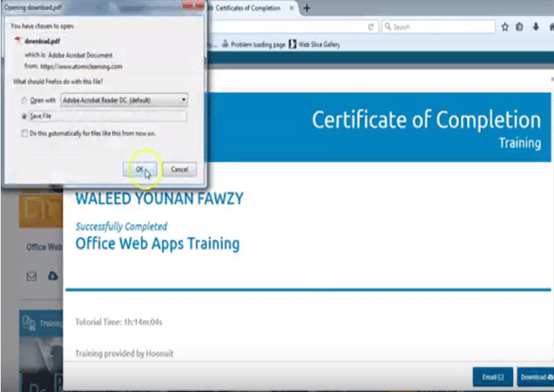 Opening download.pdf
Certificates of Completion
You have chosen to open:
download.pdf
which is: Adobe Acrobat Document
from: https://www.atomiclearning.com
What should Firefox do with this file?
Open with Adobe Acrobat Reader DC (default)
Save File
Do this automatically for files like this from now on.
OK Cancel
Search
Problem loading page Web Slice Gallery
Certificate of Completion
Training
WALEED YOUNAN FAWZY
Successfully Completed
Office Web Apps Training
Office Web
Tutorial Time: 1h:14m:04s
Training
Training provided by Hoonuit
Email Download